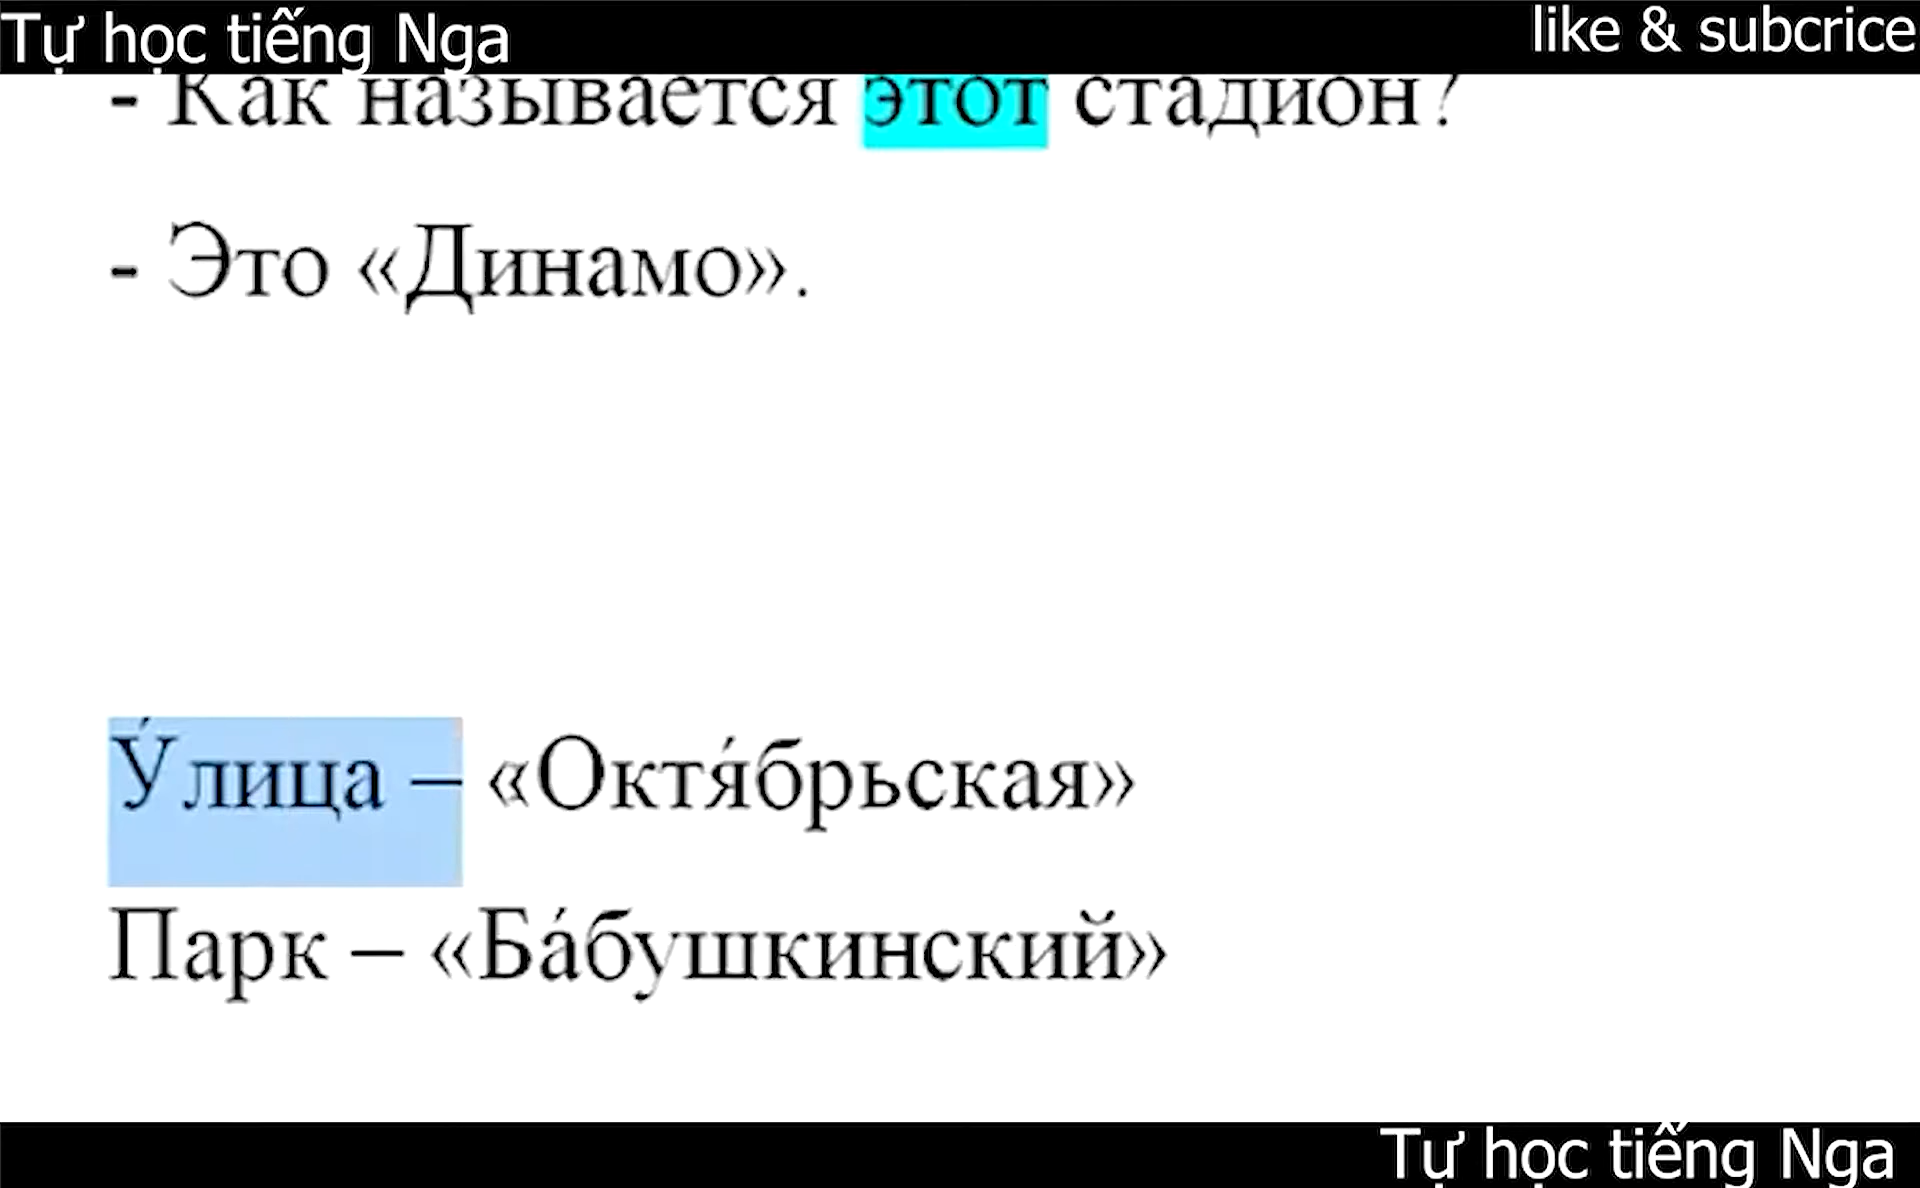 Tự học tiếng Nga
like & subcrice
- Как называется этот стадион?
- Это «Динамо».
У́лица – «Октя́брьская»
Парк – «Ба́бушкинский»
Tự học tiếng Nga